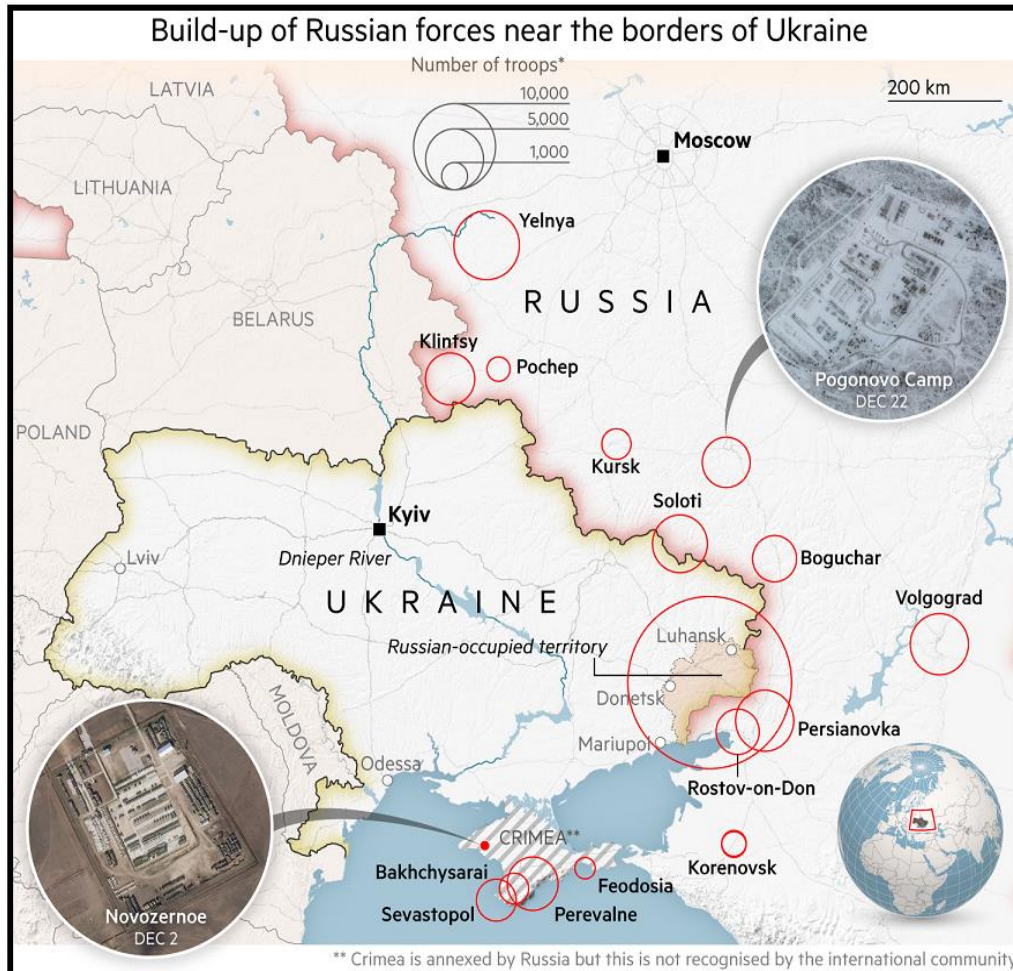 Build-up of Russian forces near the borders of Ukraine
Number of troops*
10,000
5,000
1,000
200 km
LATVIA
Moscow
LITHUANIA
Yelnya
RUSSIA
BELARUS
Klintsy
Pochep
Pogonovo Camp
DEC 22
POLAND
Kursk
Soloti
Kyiv
Boguchar
Lviv
Dnieper River
UKRAINE
Volgograd
Russian-occupied territory
Luhansk
Donetsk
MOLDOVA
Persianovka
Mariupol
Odessa
Rostov-on-Don
CRIMEA**
Korenovsk
Bakhchysarai
Feodosia
Novozernoe
DEC 2
Sevastopol
Perevalne
** Crimea is annexed by Russia but this is not recognised by the international community